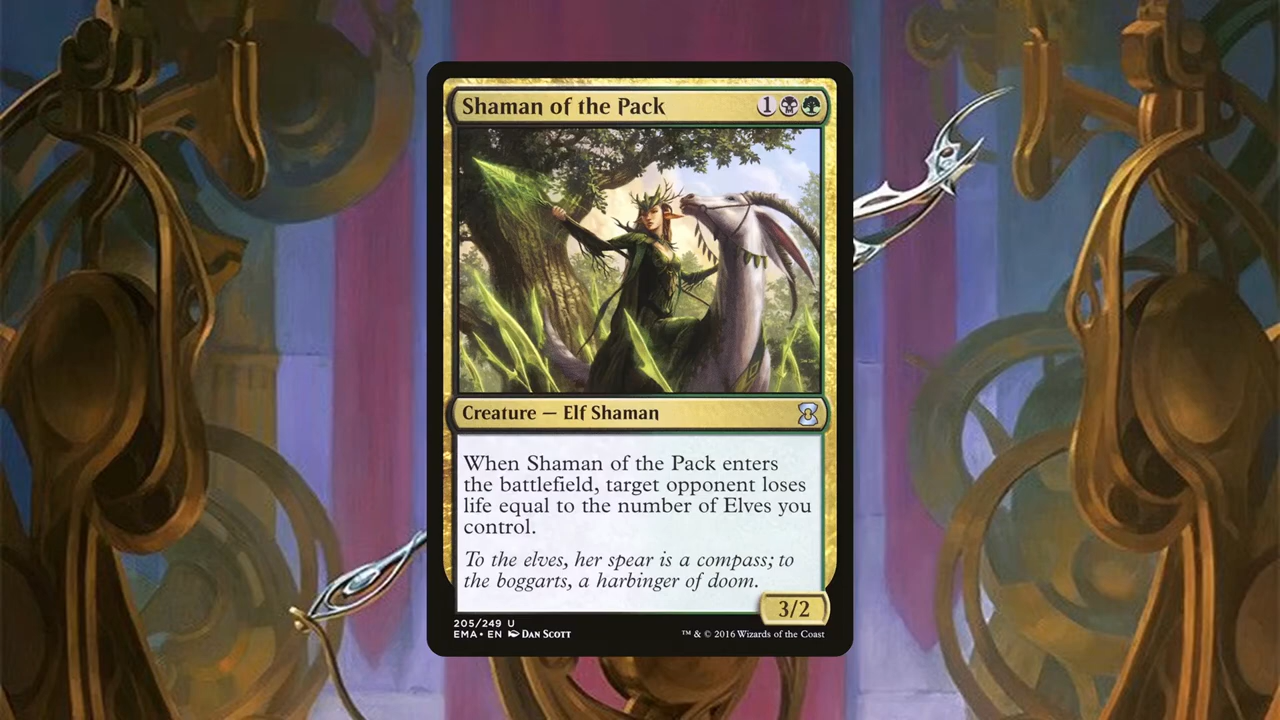 Shaman of the Pack 1
Creature — Elf Shaman
When Shaman of the Pack enters
the battlefield, target opponent loses
life equal to the number of Elves you
control.
To the elves, her spear is a compass; to
the boggarts, a harbinger of doom.
3/2
205/249 U
EMA • EN Dan Scott
™ & © 2016 Wizards of the Coast